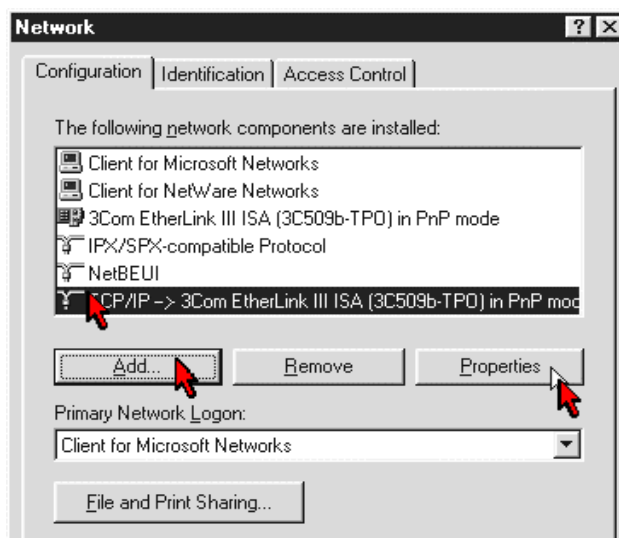 Network
Configuration Identification Access Control
The following network components are installed:
Client for Microsoft Networks
Client for NetWare Networks
3Com EtherLink III ISA (3C509b-TPO) in PnP mode
IPX/SPX-compatible Protocol
NetBEUI
TCP/IP -> 3Com EtherLink III ISA (3C509b-TPO) in PnP mod
Add... Remove Properties
Primary Network Logon:
Client for Microsoft Networks
File and Print Sharing...